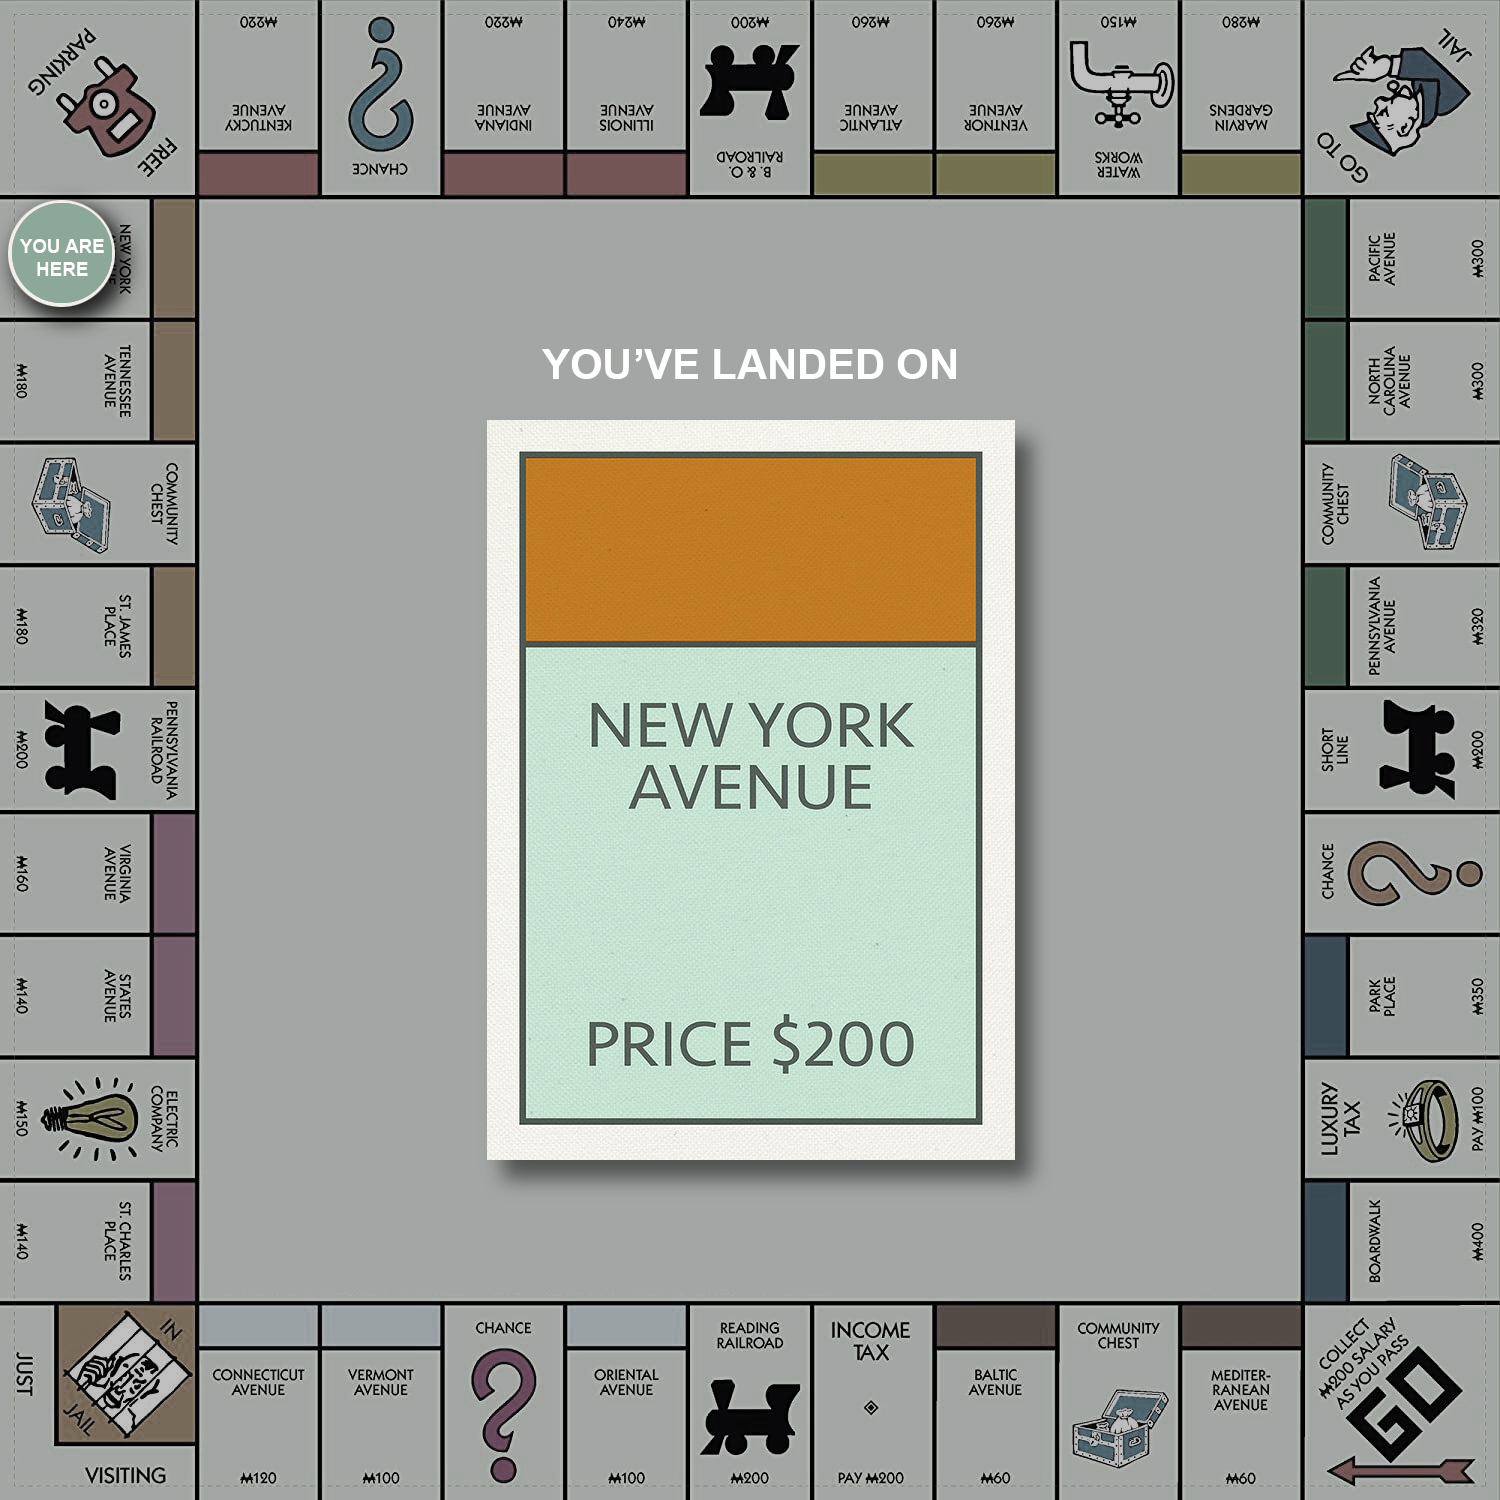 FREE
PARKING
₩220
KENTUCKY
AVENUE
CHANCE
₩220
INDIANA
AVENUE
₩240
ILLINOIS
AVENUE
₩200
B. & O.
RAILROAD
₩260
ATLANTIC
AVENUE
₩260
VENTNOR
AVENUE
₩150
WATER
WORKS
₩280
MARVIN
GARDENS
GO TO
JAIL
YOU ARE
HERE
NEW YORK
TENNESSEE
AVENUE
₩180
COMMUNITY
CHEST
ST. JAMES
PLACE
₩180
PENNSYLVANIA
RAILROAD
₩200
VIRGINIA
AVENUE
₩160
STATES
AVENUE
₩140
ELECTRIC
COMPANY
₩150
ST. CHARLES
PLACE
₩140
YOU’VE LANDED ON
NEW YORK
AVENUE
PRICE $200
PACIFIC
AVENUE
₩300
NORTH
CAROLINA
AVENUE
₩300
COMMUNITY
CHEST
PENNSYLVANIA
AVENUE
₩320
SHORT
LINE
₩200
CHANCE
PARK
PLACE
₩350
LUXURY
TAX
PAY ₩100
BOARDWALK
₩400
IN
JAIL
JUST
VISITING
CONNECTICUT
AVENUE
₩120
VERMONT
AVENUE
₩100
CHANCE
ORIENTAL
AVENUE
₩100
READING
RAILROAD
₩200
INCOME
TAX
PAY ₩200
BALTIC
AVENUE
₩60
COMMUNITY
CHEST
MEDITER-
RANEAN
AVENUE
₩60
COLLECT
₩200 SALARY
AS YOU PASS
GO